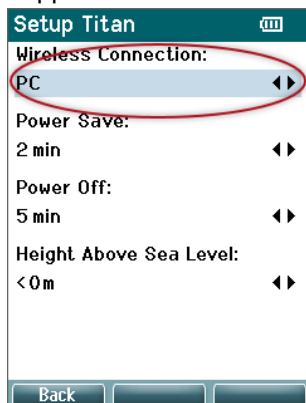 Setup Titan
Wireless Connection:
PC
Power Save:
2 min
Power Off:
5 min
Height Above Sea Level:
<0m
Back